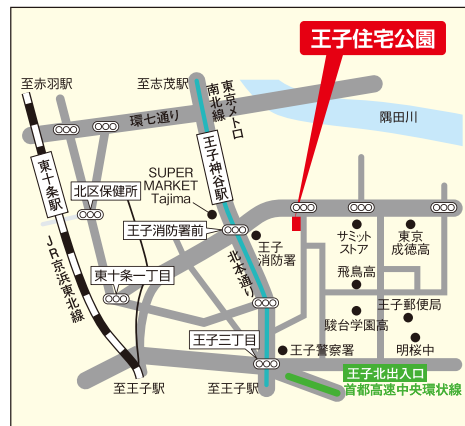 王子住宅公園
至赤羽駅
至志茂駅
東京メトロ
南北線
環七通り
隅田川
王子神谷駅
東十条駅
北区保健所
SUPER
MARKET
Tajima
王子消防署前
王子
消防署
サミット
ストア
東京
成徳高
北本通り
JR京浜東北線
東十条一丁目
飛鳥高
王子郵便局
駿台学園高
王子三丁目
王子警察署
明桜中
至王子駅
至王子駅
王子北出入口
首都高速中央環状線